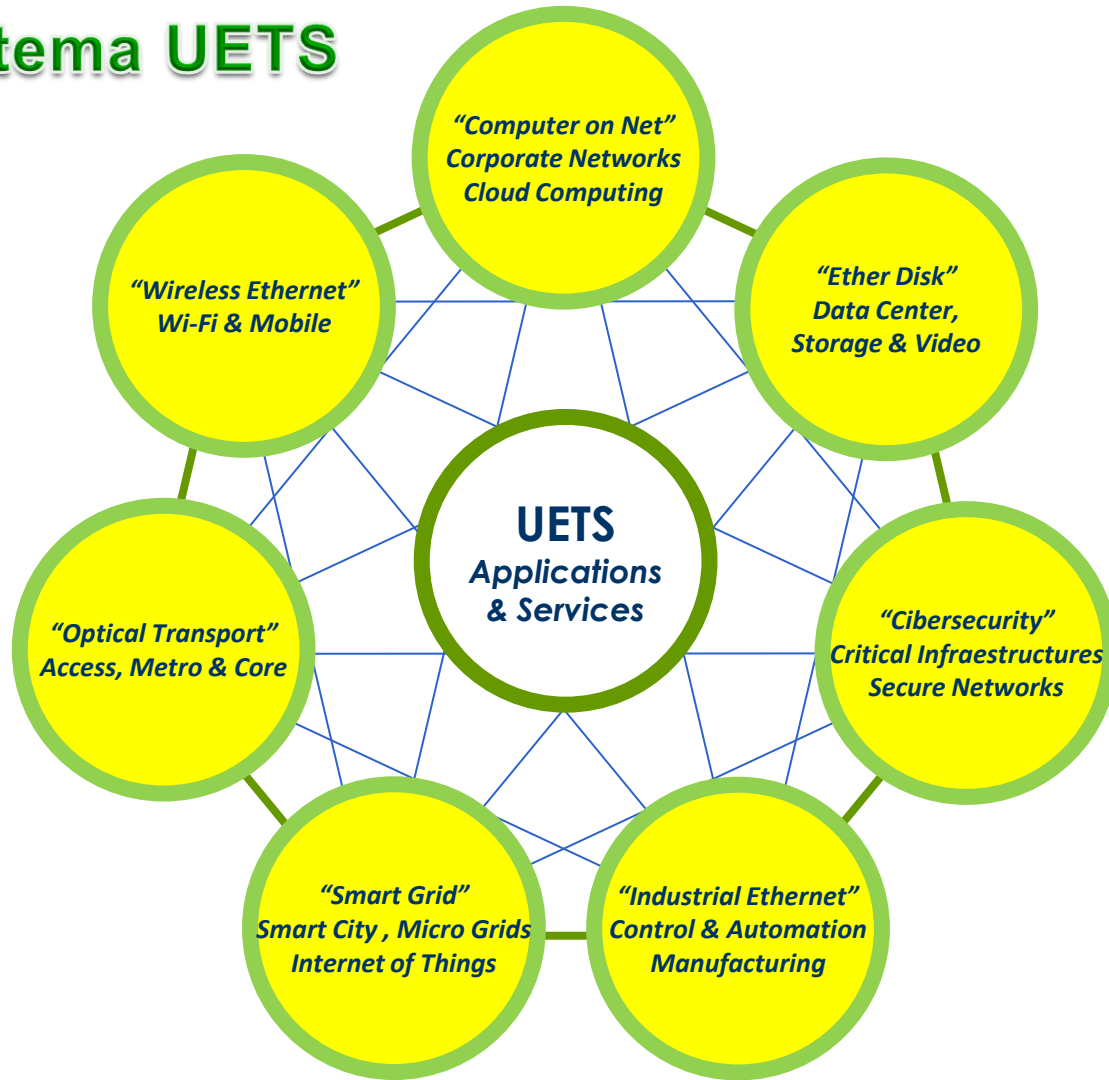 tema UETS
“Computer on Net”
Corporate Networks
Cloud Computing
“Ether Disk”
Data Center,
Storage & Video
“Cibersecurity”
Critical Infraestructures
Secure Networks
“Industrial Ethernet”
Control & Automation
Manufacturing
“Smart Grid”
Smart City , Micro Grids
Internet of Things
“Optical Transport”
Access, Metro & Core
“Wireless Ethernet”
Wi-Fi & Mobile
UETS
Applications
& Services